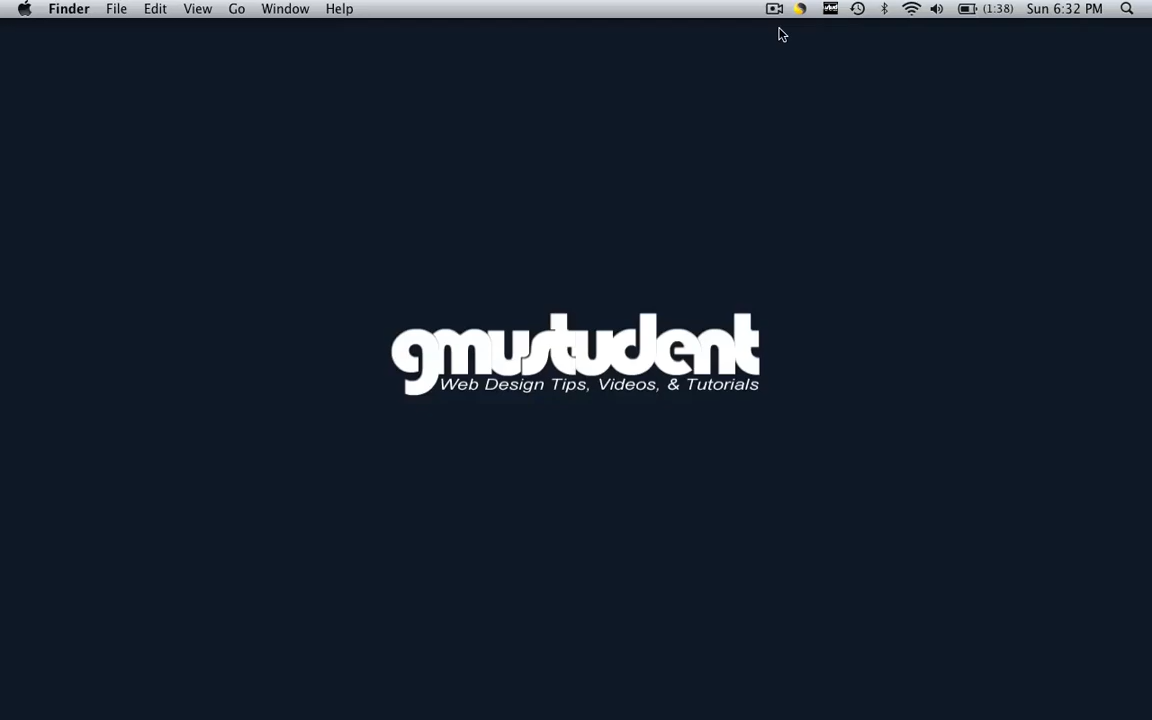 Finder File Edit View Go Window Help (1:38) Sun 6:32 PM
gmustudent
Web Design Tips, Videos, & Tutorials